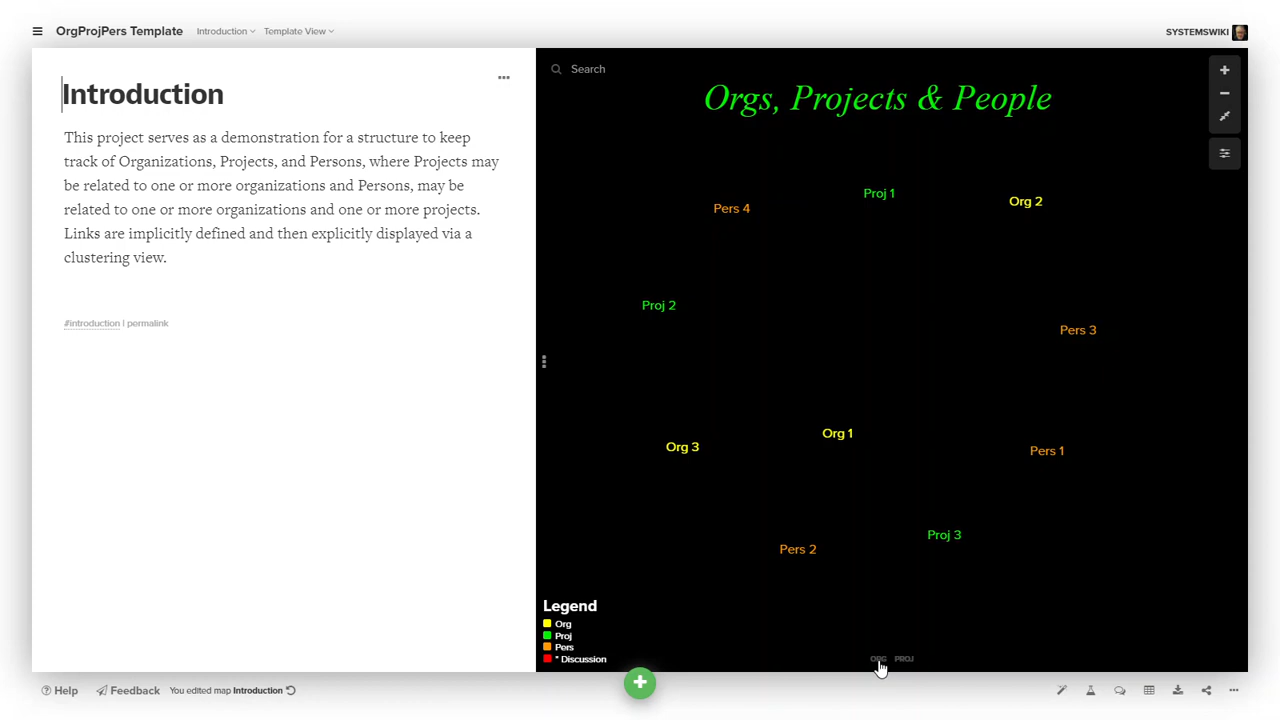 OrgProjPers Template
Introduction
Template View
SYSTEMSWIKI
Introduction
This project serves as a demonstration for a structure to keep
track of Organizations, Projects, and Persons, where Projects may
be related to one or more organizations and Persons, may be
related to one or more organizations and one or more projects.
Links are implicitly defined and then explicitly displayed via a
clustering view.
#introduction | permalink
Search
Orgs, Projects & People
Proj 1
Org 2
Pers 4
Proj 2
Pers 3
Org 1
Org 3
Pers 1
Proj 3
Pers 2
Legend
Org
Proj
Pers
* Discussion
ORG PROJ
Help
Feedback
You edited map Introduction